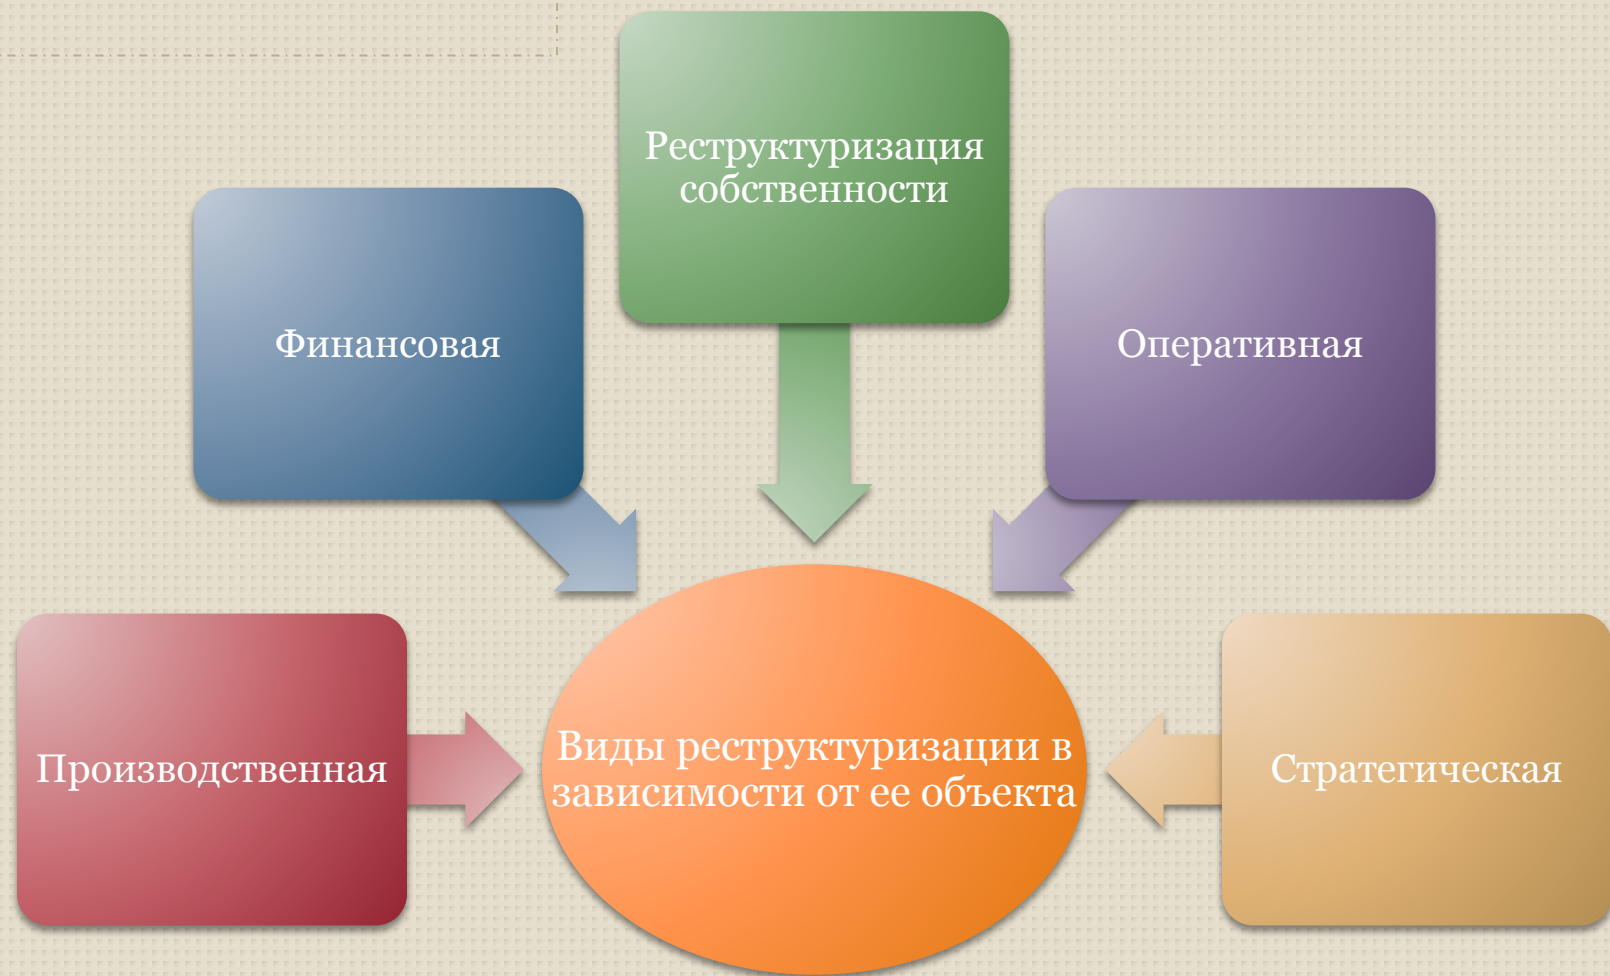 Реструктуризация
собственности
Финансовая
Оперативная
Производственная
Виды реструктуризации в
зависимости от ее объекта
Стратегическая